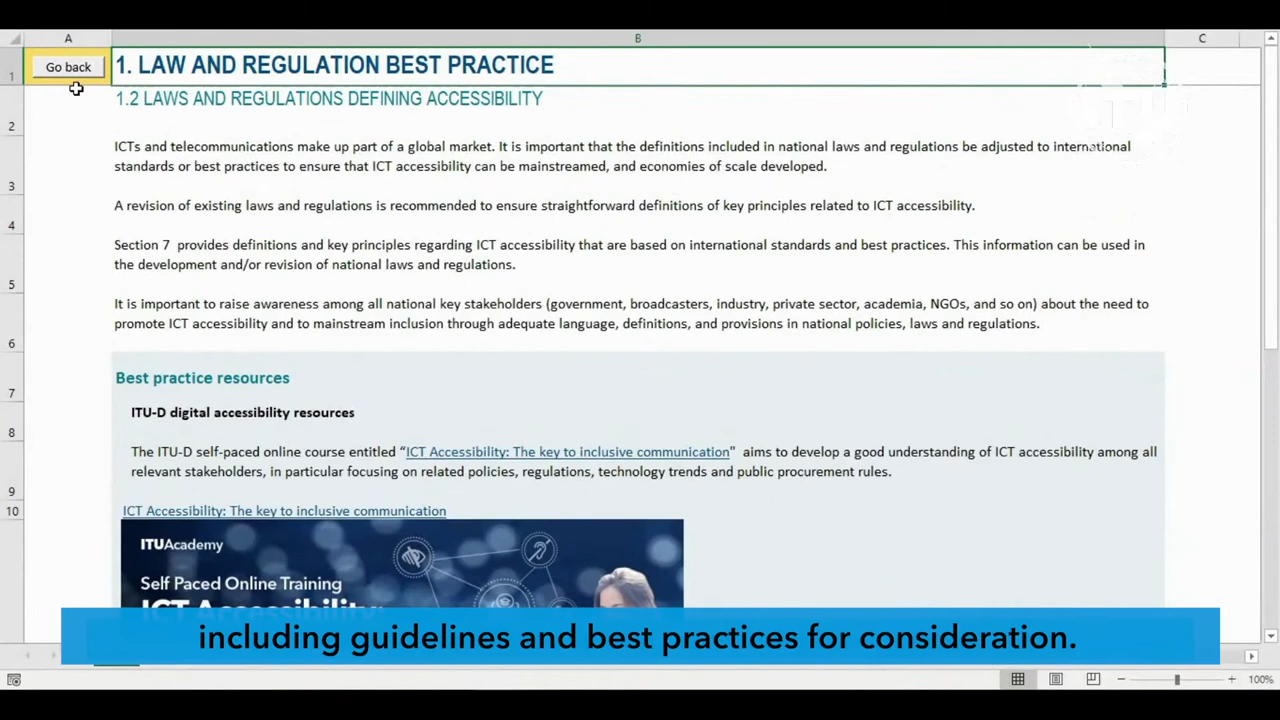 A B C
1 Go back 1. LAW AND REGULATION BEST PRACTICE
ITU
2 1.2 LAWS AND REGULATIONS DEFINING ACCESSIBILITY
3 ICTs and telecommunications make up part of a global market. It is important that the definitions included in national laws and regulations be adjusted to international
standards or best practices to ensure that ICT accessibility can be mainstreamed, and economies of scale developed.
4 A revision of existing laws and regulations is recommended to ensure straightforward definitions of key principles related to ICT accessibility.
5 Section 7 provides definitions and key principles regarding ICT accessibility that are based on international standards and best practices. This information can be used in
the development and/or revision of national laws and regulations.
6 It is important to raise awareness among all national key stakeholders (government, broadcasters, industry, private sector, academia, NGOs, and so on) about the need to
promote ICT accessibility and to mainstream inclusion through adequate language, definitions, and provisions in national policies, laws and regulations.
7 Best practice resources
8 ITU-D digital accessibility resources
9 The ITU-D self-paced online course entitled “ICT Accessibility: The key to inclusive communication” aims to develop a good understanding of ICT accessibility among all
relevant stakeholders, in particular focusing on related policies, regulations, technology trends and public procurement rules.
10 ICT Accessibility: The key to inclusive communication
ITUAcademy
Self Paced Online Training
ICT Accessibility:
including guidelines and best practices for consideration.
100%